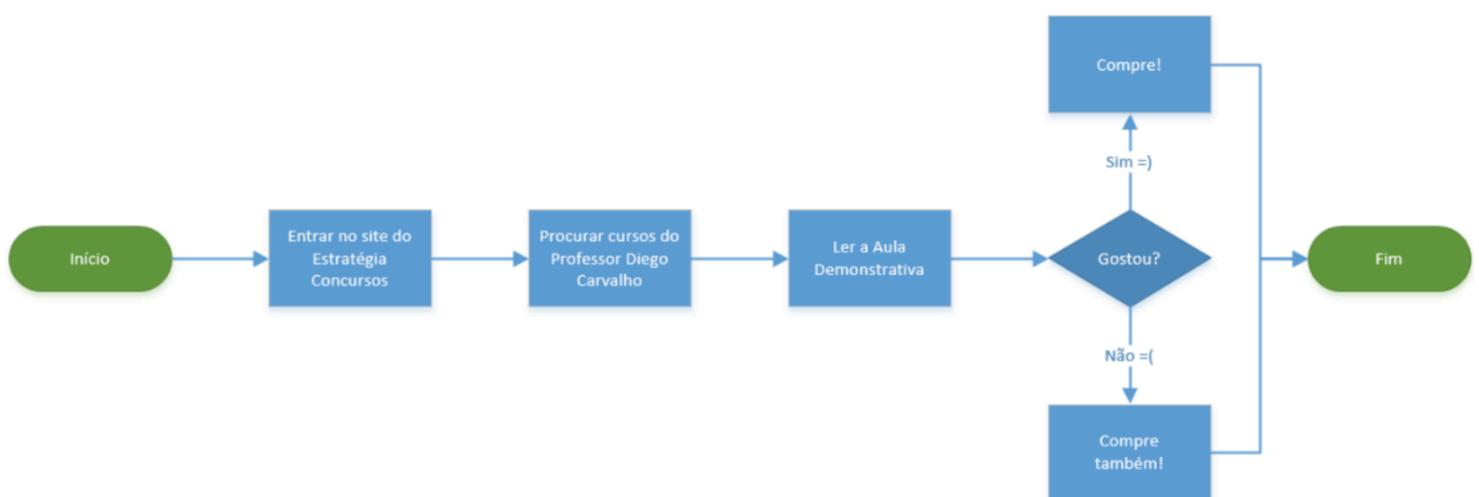 Início
Entrar no site do
Estratégia
Concursos
Procurar cursos do
Professor Diego
Carvalho
Ler a Aula
Demonstrativa
Gostou?
Sim =)
Compre!
Não =(
Compre
também!
Fim